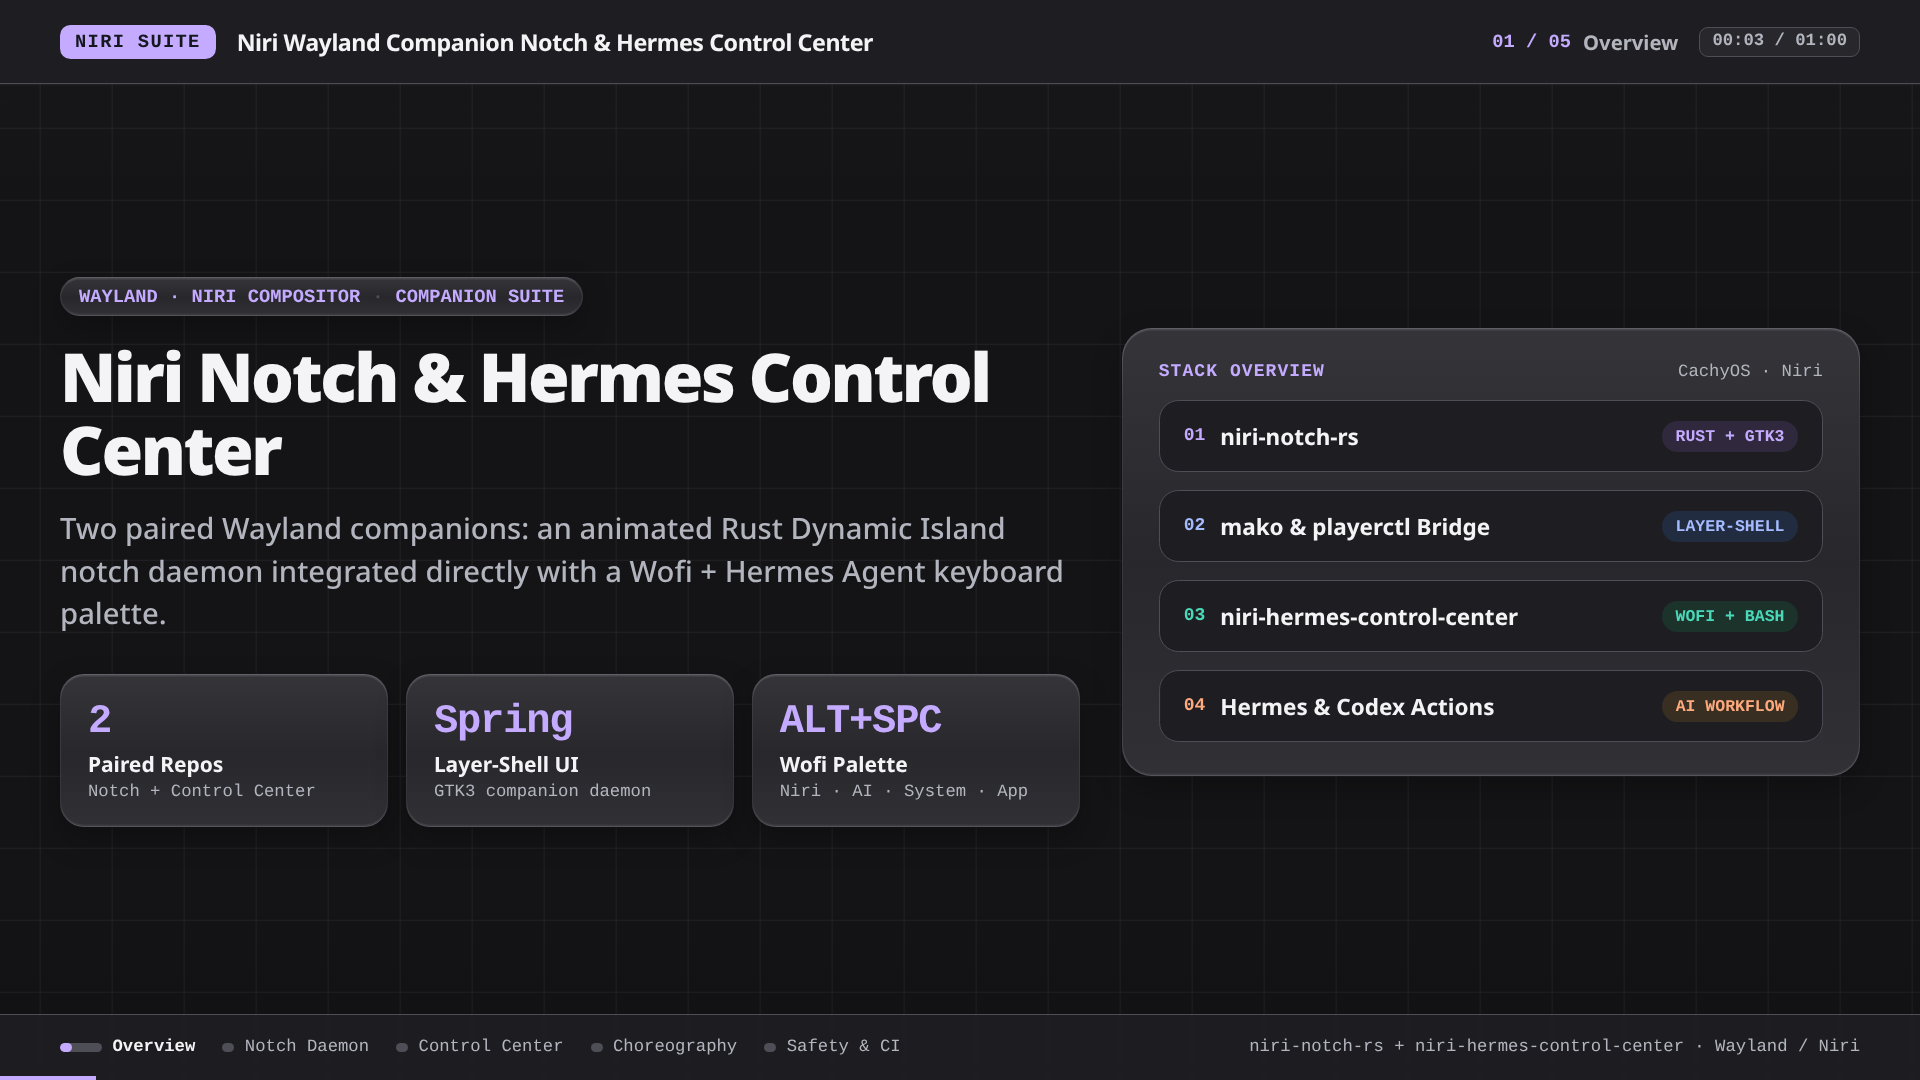 NIRI SUITE
Niri Wayland Companion Notch & Hermes Control Center
01 / 05 Overview
00:03 / 01:00
WAYLAND · NIRI COMPOSITOR · COMPANION SUITE
Niri Notch & Hermes Control
Center
Two paired Wayland companions: an animated Rust Dynamic Island
notch daemon integrated directly with a Wofi + Hermes Agent keyboard
palette.
2
Paired Repos
Notch + Control Center
Spring
Layer-Shell UI
GTK3 companion daemon
ALT+SPC
Wofi Palette
Niri · AI · System · App
STACK OVERVIEW
CachyOS · Niri
01 niri-notch-rs RUST + GTK3
02 mako & playerctl Bridge LAYER-SHELL
03 niri-hermes-control-center WOFI + BASH
04 Hermes & Codex Actions AI WORKFLOW
Overview
Notch Daemon
Control Center
Choreography
Safety & CI
niri-notch-rs + niri-hermes-control-center · Wayland / Niri